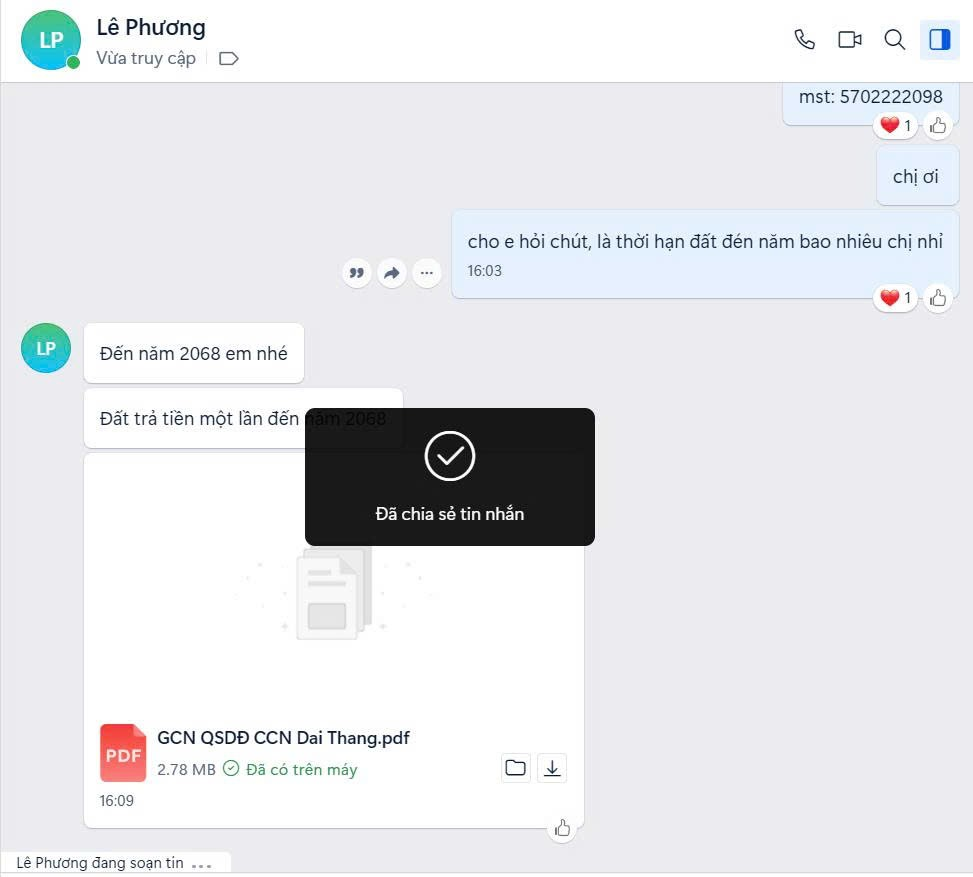 LP
Lê Phương
Vừa truy cập
mst: 5702222098
1
chị ơi
cho e hỏi chút, là thời hạn đất đén năm bao nhiêu chị nhỉ
16:03
1
LP
Đến năm 2068 em nhé
Đất trả tiền một lần đến năm 2068
Đã chia sẻ tin nhắn
PDF
GCN QSDĐ CCN Dai Thang.pdf
2.78 MB Đã có trên máy
16:09
Lê Phương đang soạn tin ...